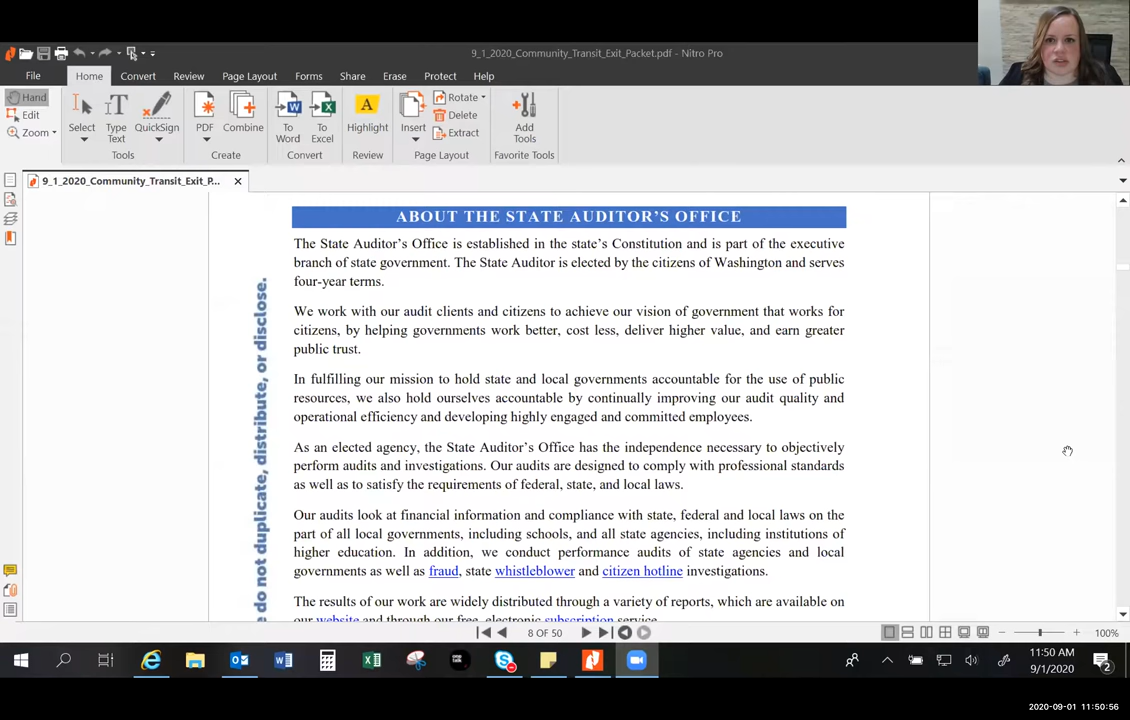 9_1_2020_Community_Transit_Exit_Packet.pdf - Nitro Pro
File Home Convert Review Page Layout Forms Share Erase Protect Help
Hand
Edit
Zoom
Select
Type Text
QuickSign
Tools
PDF
Combine
Create
To Word
To Excel
Convert
A
Highlight
Review
Insert
Rotate
Delete
Extract
Page Layout
Add Tools
Favorite Tools
9_1_2020_Community_Transit_Exit_P...
ABOUT THE STATE AUDITOR'S OFFICE
The State Auditor's Office is established in the state's Constitution and is part of the executive
branch of state government. The State Auditor is elected by the citizens of Washington and serves
four-year terms.
We work with our audit clients and citizens to achieve our vision of government that works for
citizens, by helping governments work better, cost less, deliver higher value, and earn greater
public trust.
In fulfilling our mission to hold state and local governments accountable for the use of public
resources, we also hold ourselves accountable by continually improving our audit quality and
operational efficiency and developing highly engaged and committed employees.
As an elected agency, the State Auditor's Office has the independence necessary to objectively
perform audits and investigations. Our audits are designed to comply with professional standards
as well as to satisfy the requirements of federal, state, and local laws.
Our audits look at financial information and compliance with state, federal and local laws on the
part of all local governments, including schools, and all state agencies, including institutions of
higher education. In addition, we conduct performance audits of state agencies and local
governments as well as fraud, state whistleblower and citizen hotline investigations.
The results of our work are widely distributed through a variety of reports, which are available on
our website and through our free, electronic subscription service.
do not duplicate, distribute, or disclose.
8 OF 50
100%
11:50 AM
9/1/2020
2
2020-09-01 11:50:56